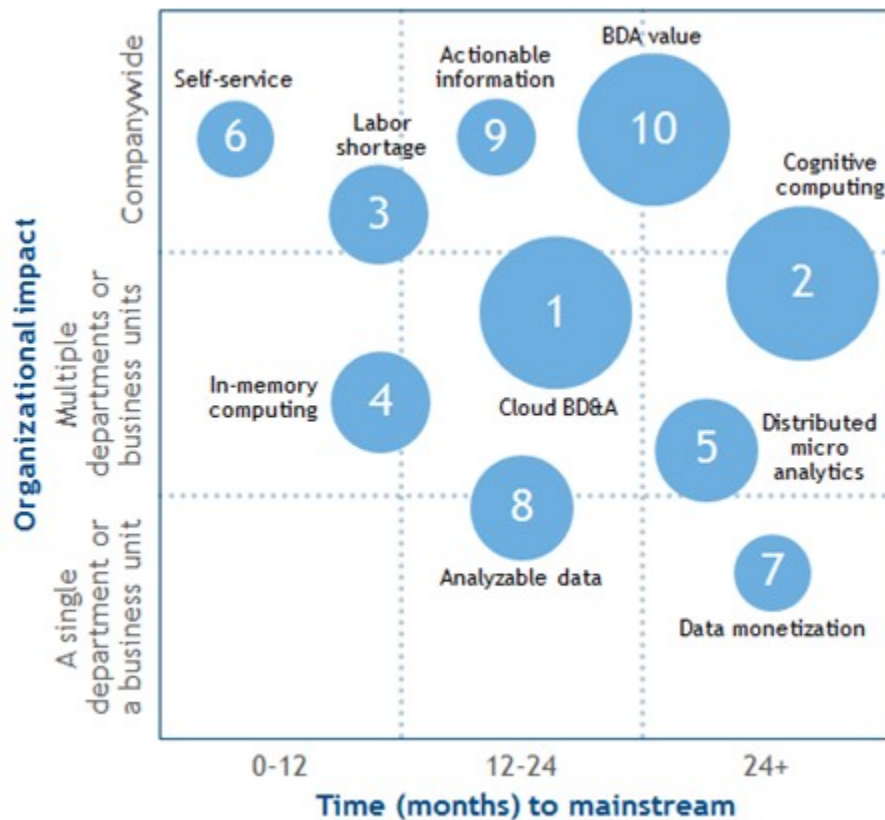 BDA value
Actionable
information
Self-service
Labor
shortage
6
9
10
Cognitive
computing
3
2
1
In-memory
computing
4
Cloud BD&A
5
Distributed
micro
analytics
8
Analyzable data
7
Data monetization
Organizational impact
Companywide
Multiple
departments or
business units
A single
department or
a business unit
0-12
12-24
24+
Time (months) to mainstream